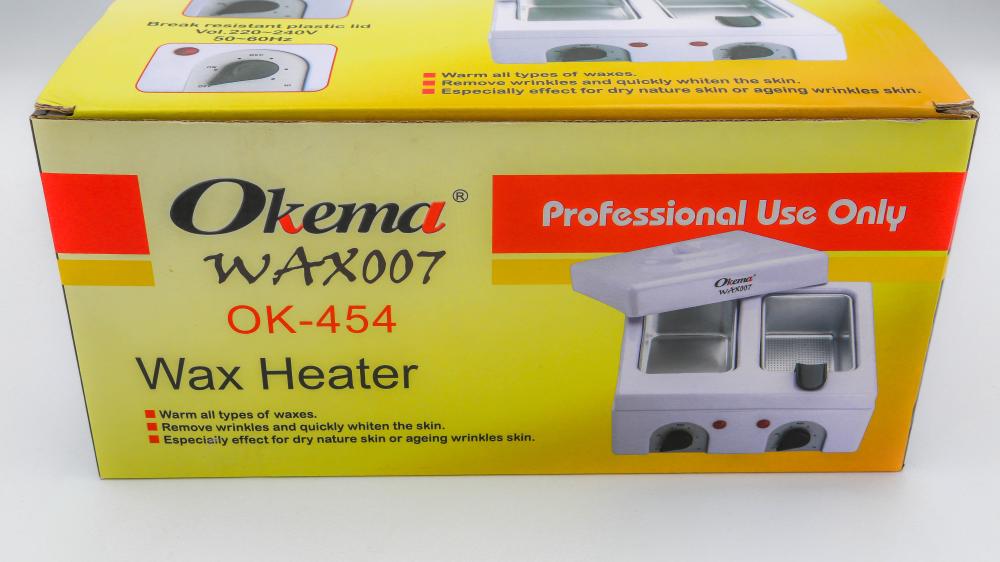 Break resistant plastic lid
Vol.220~240V
50~60Hz
Warm all types of waxes.
Remove wrinkles and quickly whiten the skin.
Especially effect for dry nature skin or ageing wrinkles skin.
Okema®
WAX007
OK-454
Wax Heater
Warm all types of waxes.
Remove wrinkles and quickly whiten the skin.
Especially effect for dry nature skin or ageing wrinkles skin.
Professional Use Only
Okema
WAX007